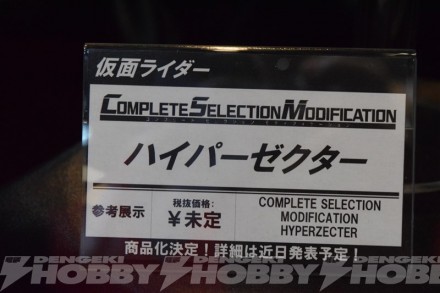 仮面ライダー
COMPLETE SELECTION MODIFICATION
ハイパーゼクター
参考展示
税抜価格:
¥未定
COMPLETE SELECTION
MODIFICATION
HYPERZECTER
商品化決定!詳細は近日発表予定!
DENGEKI HOBBY DENGEKI HOBBY DENGEKI HOBBY